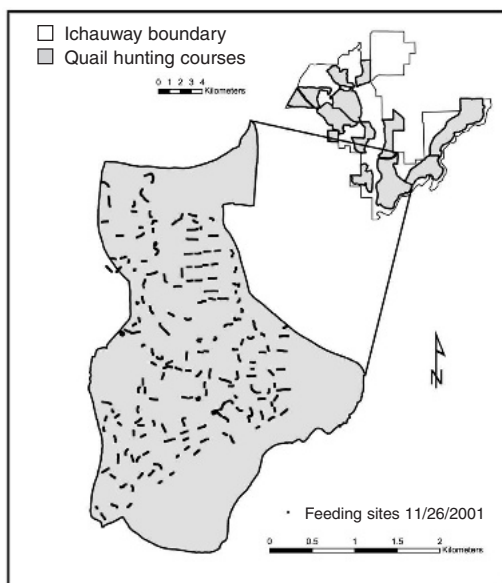 Ichauway boundary
Quail hunting courses
0 1 2 3 4
Kilometers
N
Feeding sites 11/26/2001
0 0.5 1 1.5 2
Kilometers